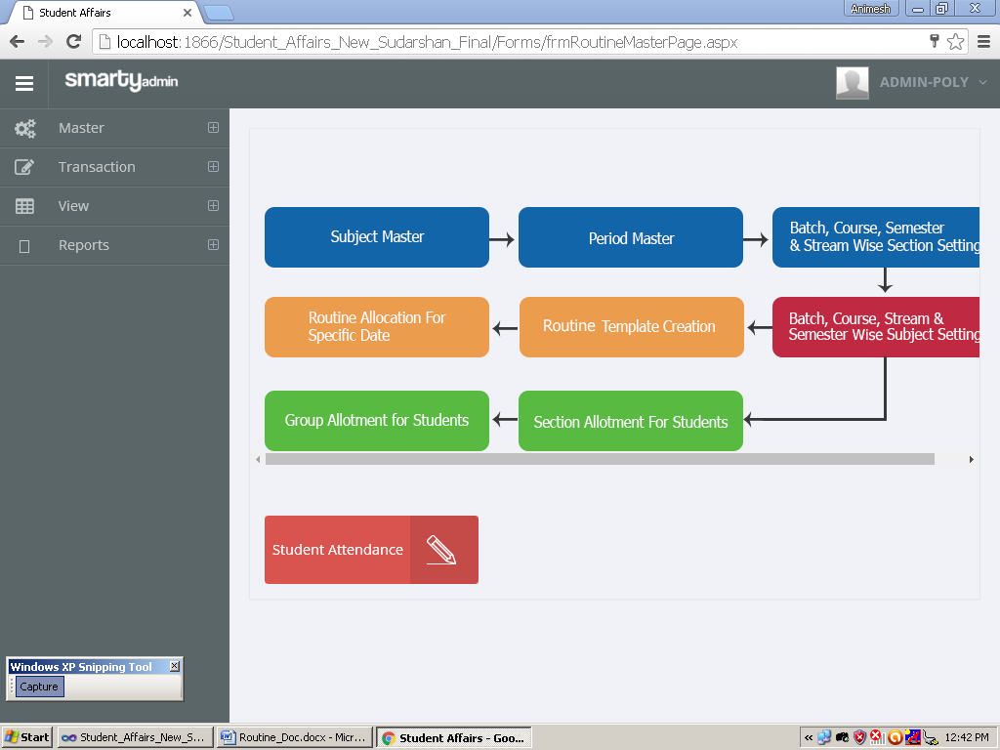 Student Affairs
Animesh
localhost:1866/Student_Affairs_New_Sudarshan_Final/Forms/frmRoutineMasterPage.aspx
smartyadmin
ADMIN-POLY
Master
Transaction
View
Reports
Subject Master
Period Master
Batch, Course, Semester
& Stream Wise Section Setting
Routine Allocation For
Specific Date
Routine Template Creation
Batch, Course, Stream &
Semester Wise Subject Setting
Group Allotment for Students
Section Allotment For Students
Student Attendance
Windows XP Snipping Tool
Capture
Start
Student_Affairs_New_S...
Routine_Doc.docx - Micr...
Student Affairs - Goo...
12:42 PM